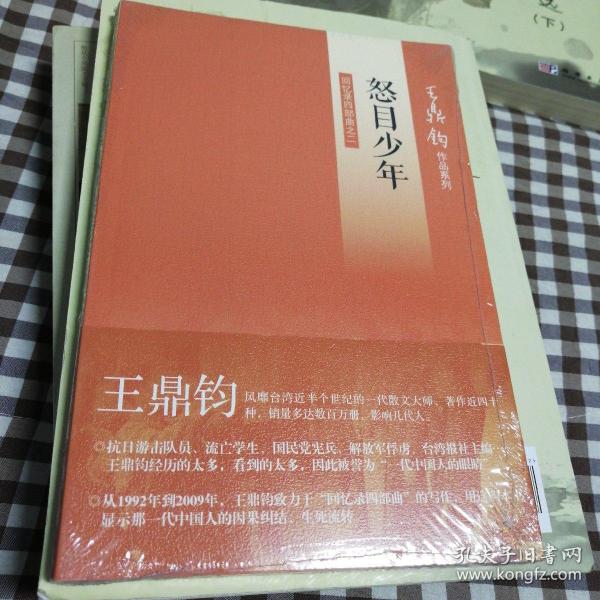 选
(下)
怒目少年
回忆录四部曲之二
王鼎钧
作品系列
王鼎钧
风靡台湾近半个世纪的一代散文大师。著作近四十
种，销量多达数百万册，影响几代人。
◎抗日游击队员、流亡学生、国民党宪兵、解放军俘虏、台湾报社主编
王鼎钧经历的太多；看到的太多，因此被誉为“一代中国人的眼睛”
◎从1992年到2009年，王鼎钧致力于“回忆录四部曲”的写作，用
显示那一代中国人的因果纠结、生死流转
孔夫子旧书网
www.kongfz.com